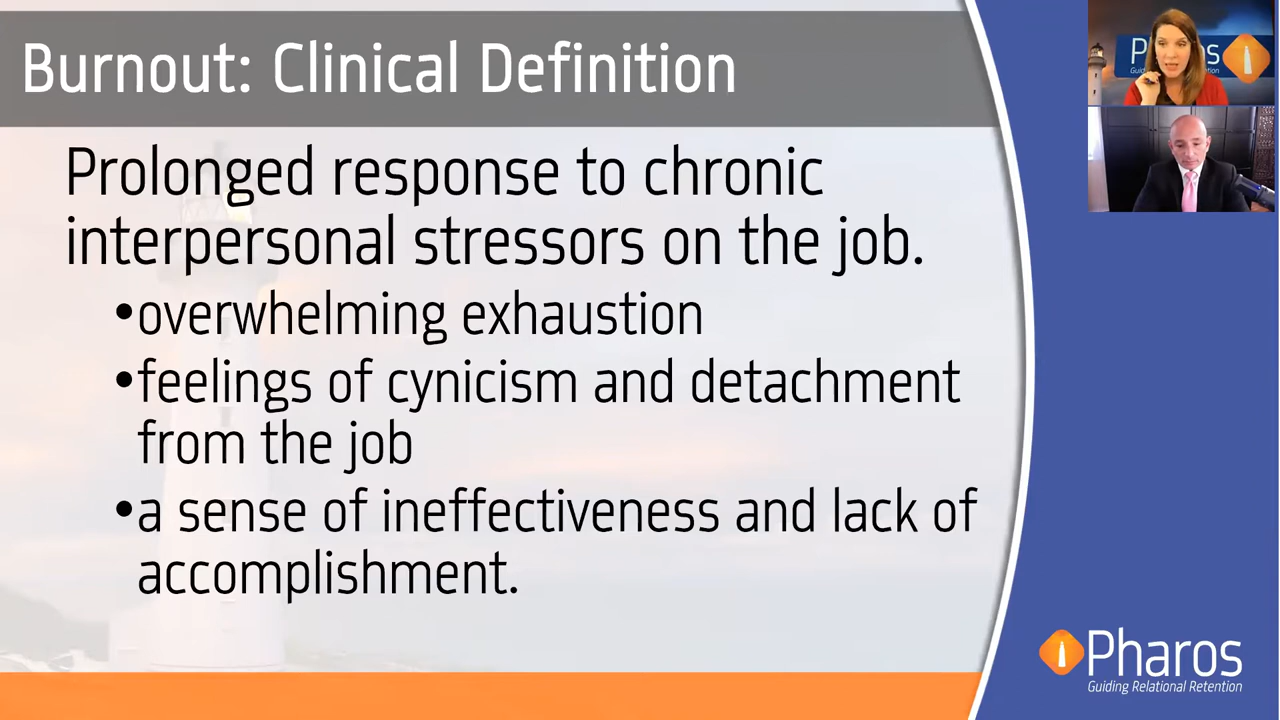 Burnout: Clinical Definition
Prolonged response to chronic
interpersonal stressors on the job.
•overwhelming exhaustion
•feelings of cynicism and detachment
from the job
•a sense of ineffectiveness and lack of
accomplishment.
Pharos
Guiding Relational Retention